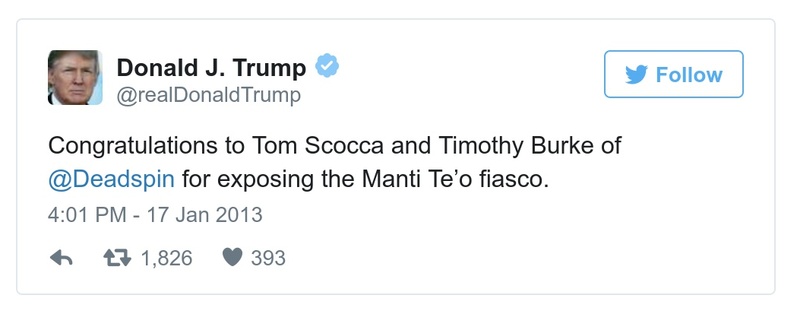 Donald J. Trump
@realDonaldTrump
Follow
Congratulations to Tom Scocca and Timothy Burke of
@Deadspin for exposing the Manti Te’o fiasco.
4:01 PM - 17 Jan 2013
1,826 393